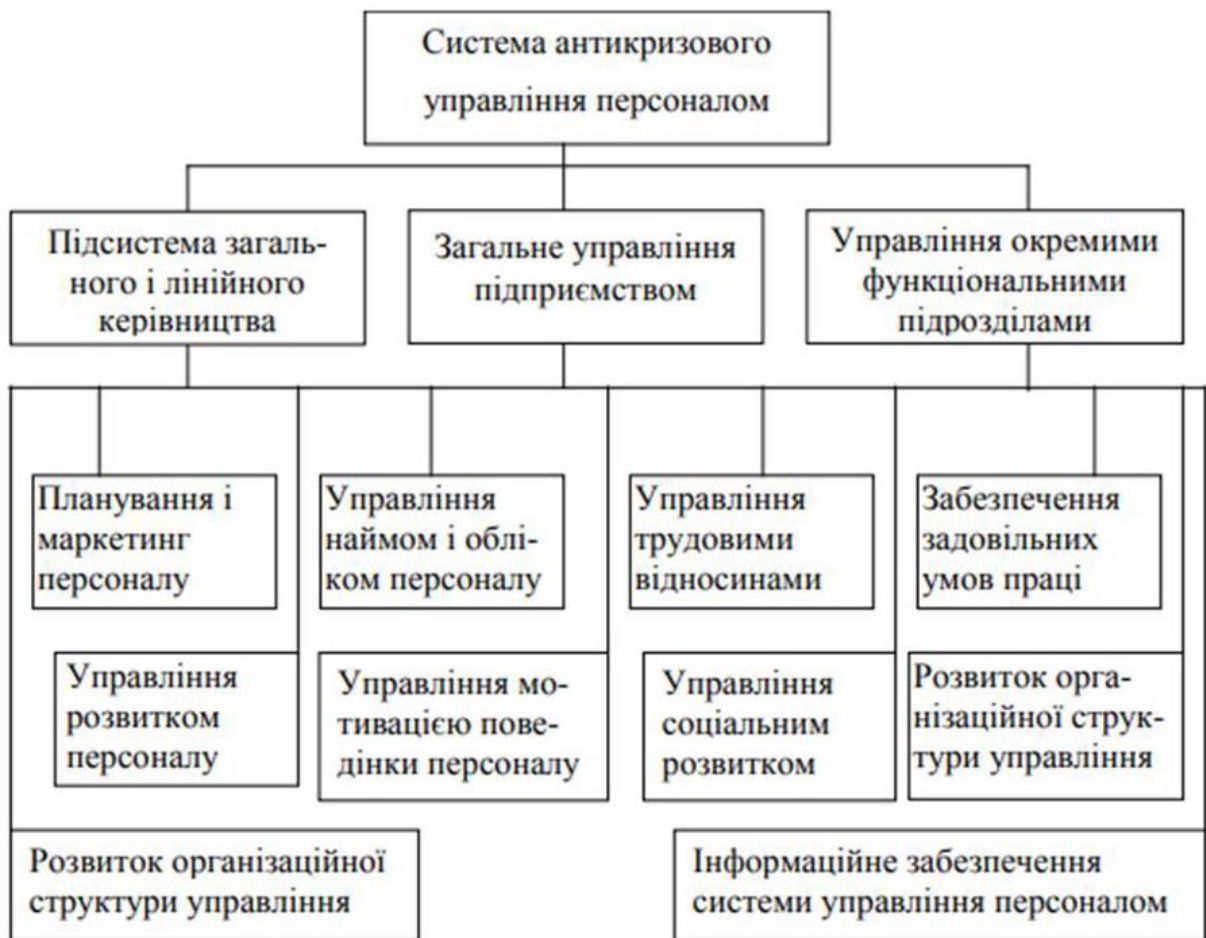 Система антикризового
управління персоналом
Підсистема загаль-
ного і лінійного
керівництва
Загальне управління
підприємством
Управління окремими
функціональними
підрозділами
Планування і
маркетинг
персоналу
Управління
наймом і облі-
ком персоналу
Управління
трудовими
відносинами
Забезпечення
задовільних
умов праці
Управління
розвитком
персоналу
Управління мо-
тивацією пове-
дінки персоналу
Управління
соціальним
розвитком
Розвиток орга-
нізаційної струк-
тури управління
Розвиток організаційної
структури управління
Інформаційне забезпечення
системи управління персоналом